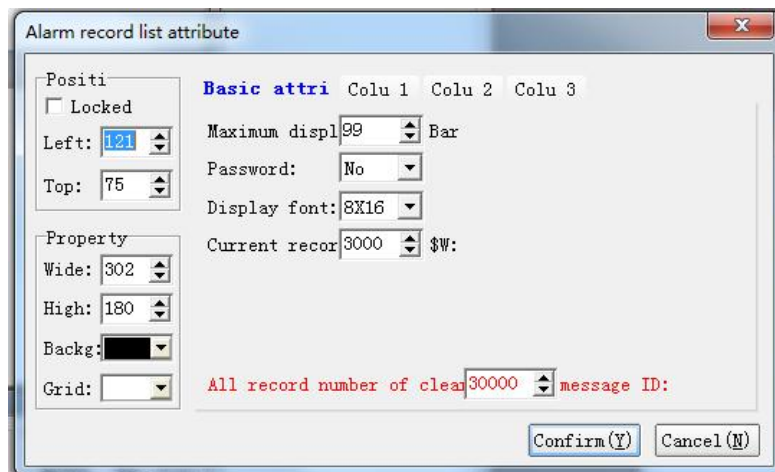 Alarm record list attribute
Positi
Locked
Left: 121
Top: 75
Property
Wide: 302
High: 180
Backg:
Grid:
Basic attri Colu 1 Colu 2 Colu 3
Maximum displ 99 Bar
Password: No
Display font: 8X16
Current recor 3000 $W:
All record number of clear 30000 message ID:
Confirm(Y) Cancel(N)